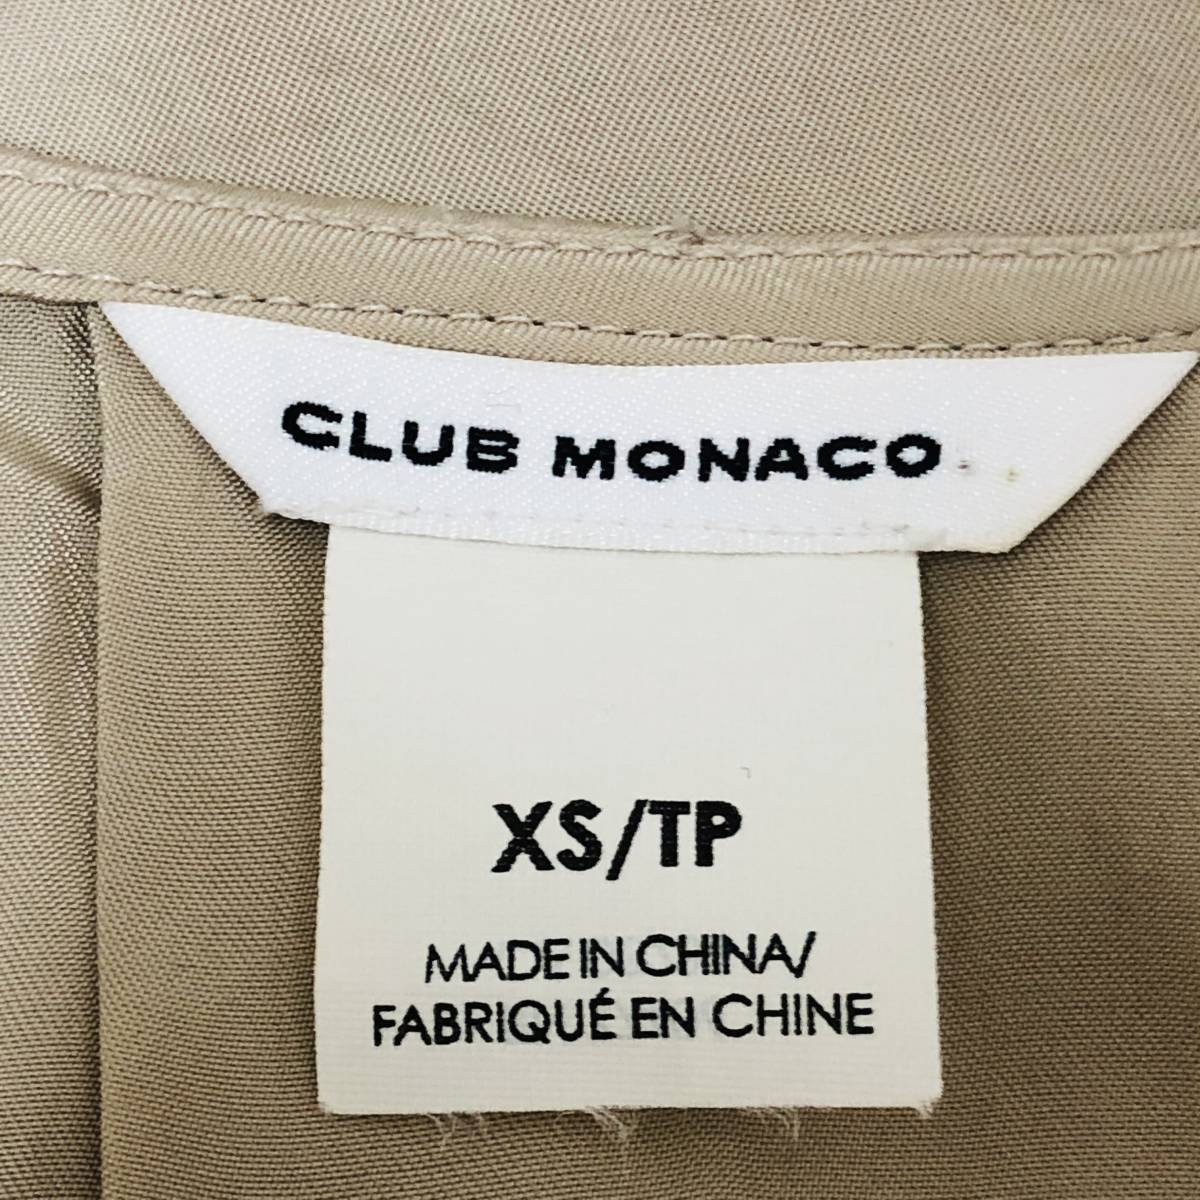 CLUB MONACO
XS/TP
MADE IN CHINA/
FABRIQUÉ EN CHINE